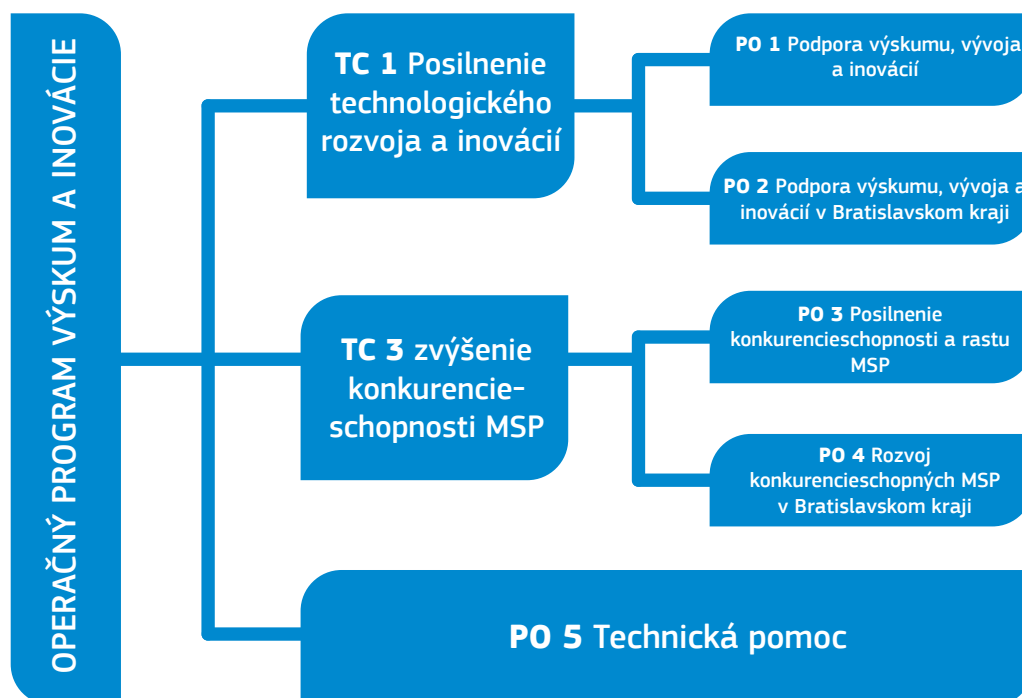 OPERAČNÝ PROGRAM VÝSKUM A INOVÁCIE
TC 1 Posilnenie
technologického
rozvoja a inovácií
PO 1 Podpora výskumu, vývoja
a inovácií
PO 2 Podpora výskumu, vývoja a
inovácií v Bratislavskom kraji
TC 3 zvýšenie
konkurencie-
schopnosti MSP
PO 3 Posilnenie
konkurencieschopnosti a rastu
MSP
PO 4 Rozvoj
konkurencieschopných MSP
v Bratislavskom kraji
PO 5 Technická pomoc